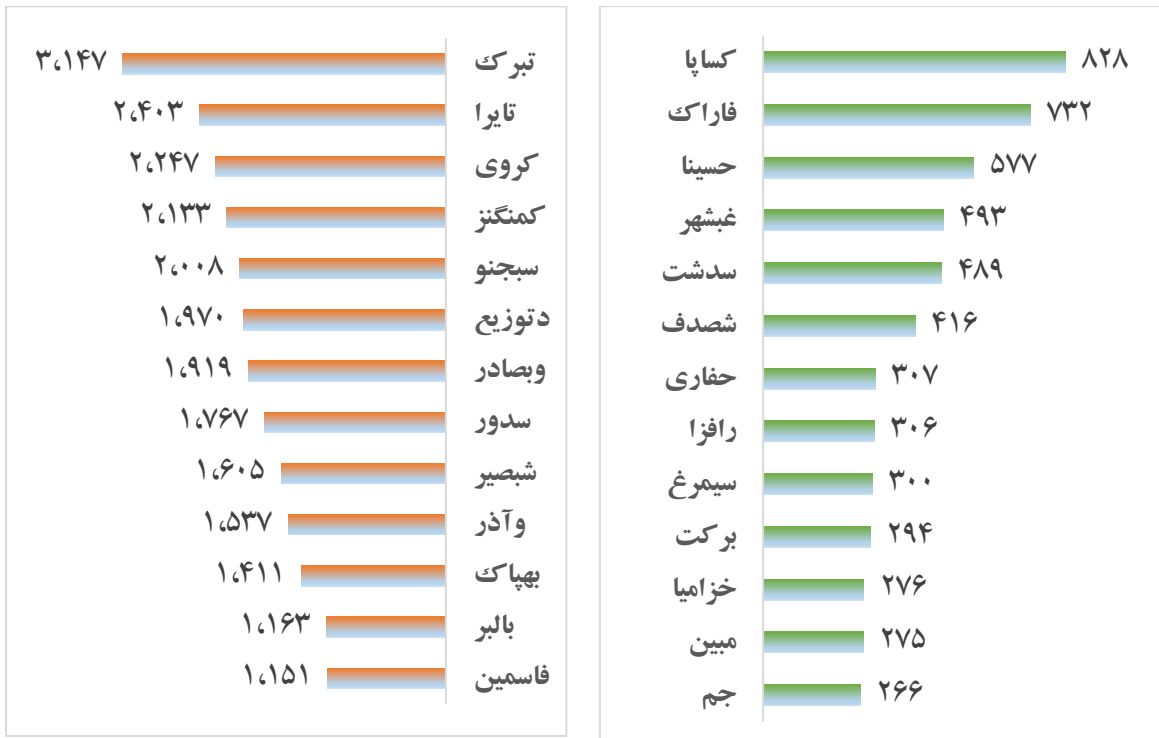 کساپا ۸۲۸
فاراک ۷۳۲
حسینا ۵۷۷
غبشهر ۴۹۳
سدشت ۴۸۹
شصدف ۴۱۶
حفاری ۳۰۷
رافزا ۳۰۶
سیمرغ ۳۰۰
برکت ۲۹۴
خزامیا ۲۷۶
مبین ۲۷۵
جم ۲۶۶
تبرک ۳،۱۴۷
تایرا ۲،۴۰۳
کروی ۲،۲۴۷
کمنگنز ۲،۱۳۳
سبجنو ۲،۰۰۸
دتوزیع ۱،۹۷۰
وبصادر ۱،۹۱۹
سدور ۱،۷۶۷
شبصیر ۱،۶۰۵
وآذر ۱،۵۳۷
بهپاک ۱،۴۱۱
بالبر ۱،۱۶۳
فاسمین ۱،۱۵۱